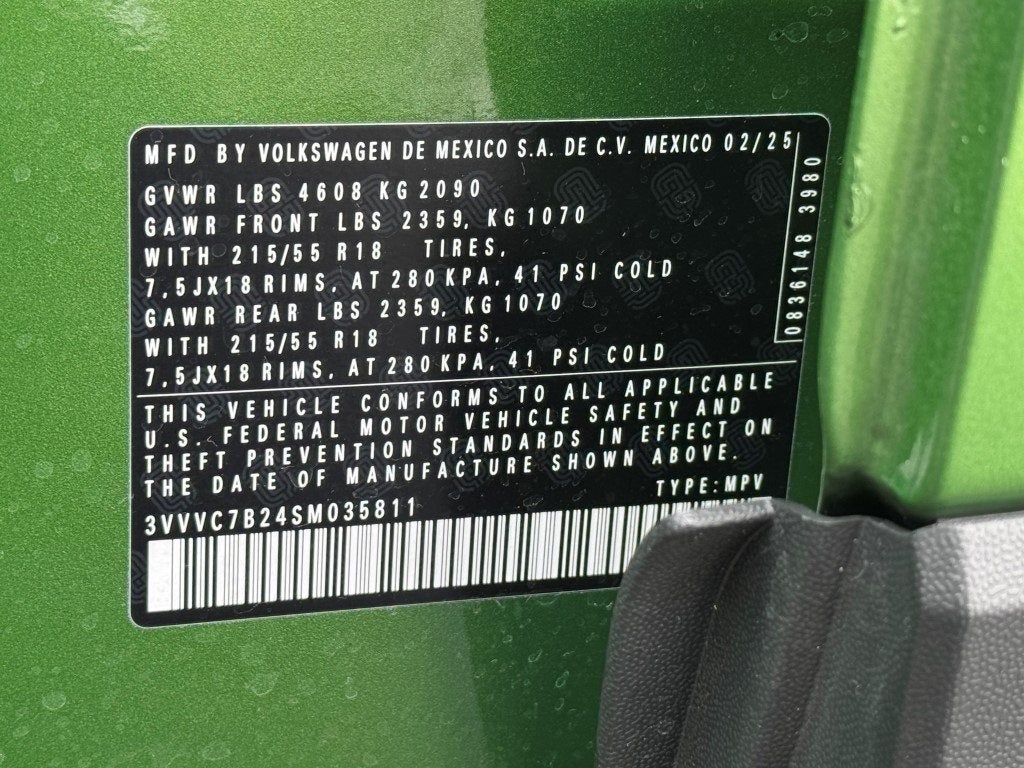 MFD BY VOLKSWAGEN DE MEXICO S.A. DE C.V. MEXICO 02/25
GVWR LBS 4608 KG 2090
GAWR FRONT LBS 2359, KG 1070
WITH 215/55 R18 TIRES,
7,5JX18 RIMS, AT 280 KPA, 41 PSI COLD
GAWR REAR LBS 2359, KG 1070
WITH 215/55 R18 TIRES,
7,5JX18 RIMS, AT 280 KPA, 41 PSI COLD
0836148 3980
THIS VEHICLE CONFORMS TO ALL APPLICABLE
U.S. FEDERAL MOTOR VEHICLE SAFETY AND
THEFT PREVENTION STANDARDS IN EFFECT ON
THE DATE OF MANUFACTURE SHOWN ABOVE.
TYPE: MPV
3VVVC7B24SM035811